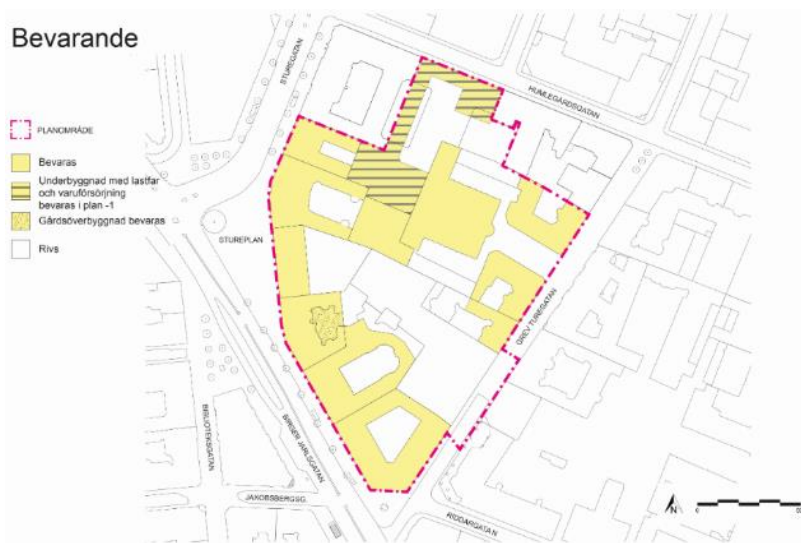 Bevarande
PLANOMRÅDE
Bevaras
Underbyggnad med lastfar
och varuförsörjning
bevaras i plan -1
Gårdsöverbyggnad bevaras
Rivs
STUREGATAN
HUMLEGÅRDSGATAN
STUREPLAN
GREV TUREGATAN
BIRGER JARLSGATAN
BIBLIOTEKSGATAN
JAKOBSBERGSG.
RIDDARGATAN
N
0